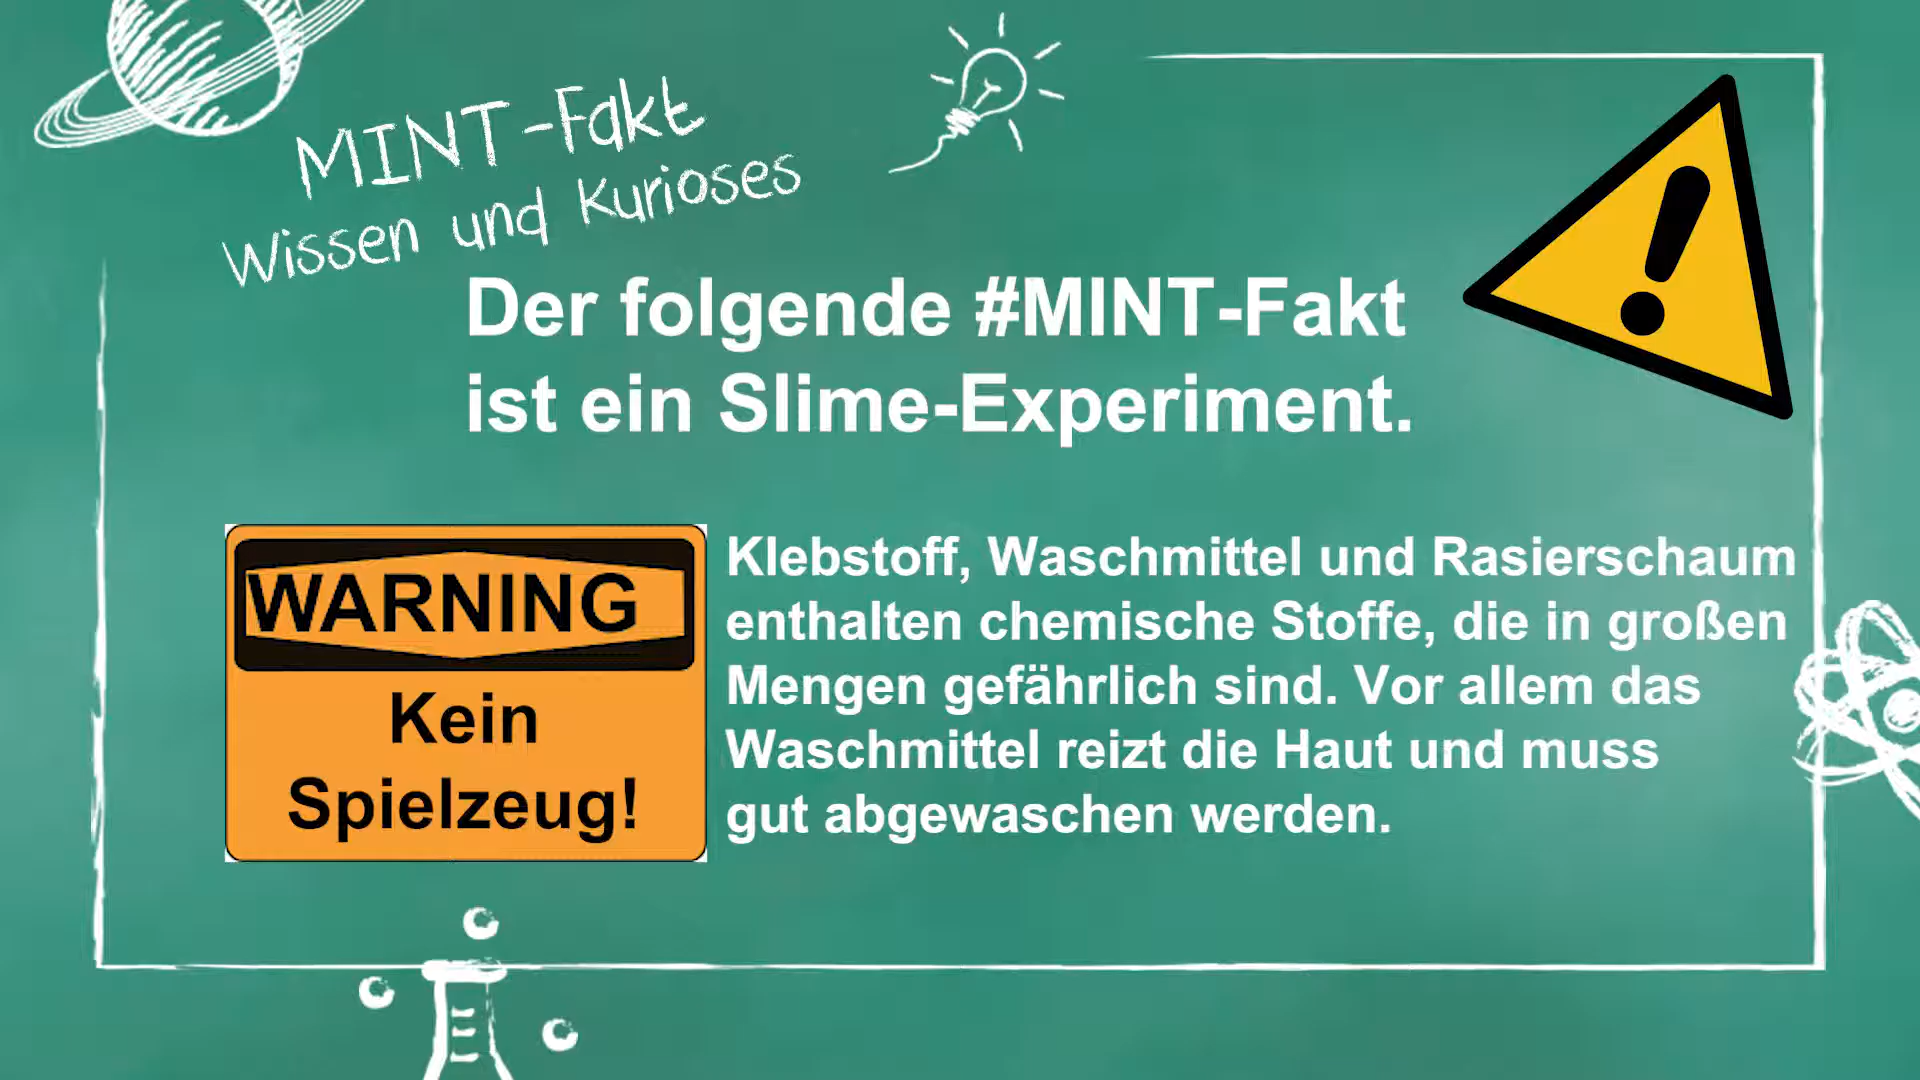 MINT-Fakt
Wissen und Kurioses
Der folgende #MINT-Fakt
ist ein Slime-Experiment.
WARNING
Kein
Spielzeug!
Klebstoff, Waschmittel und Rasierschaum
enthalten chemische Stoffe, die in großen
Mengen gefährlich sind. Vor allem das
Waschmittel reizt die Haut und muss
gut abgewaschen werden.